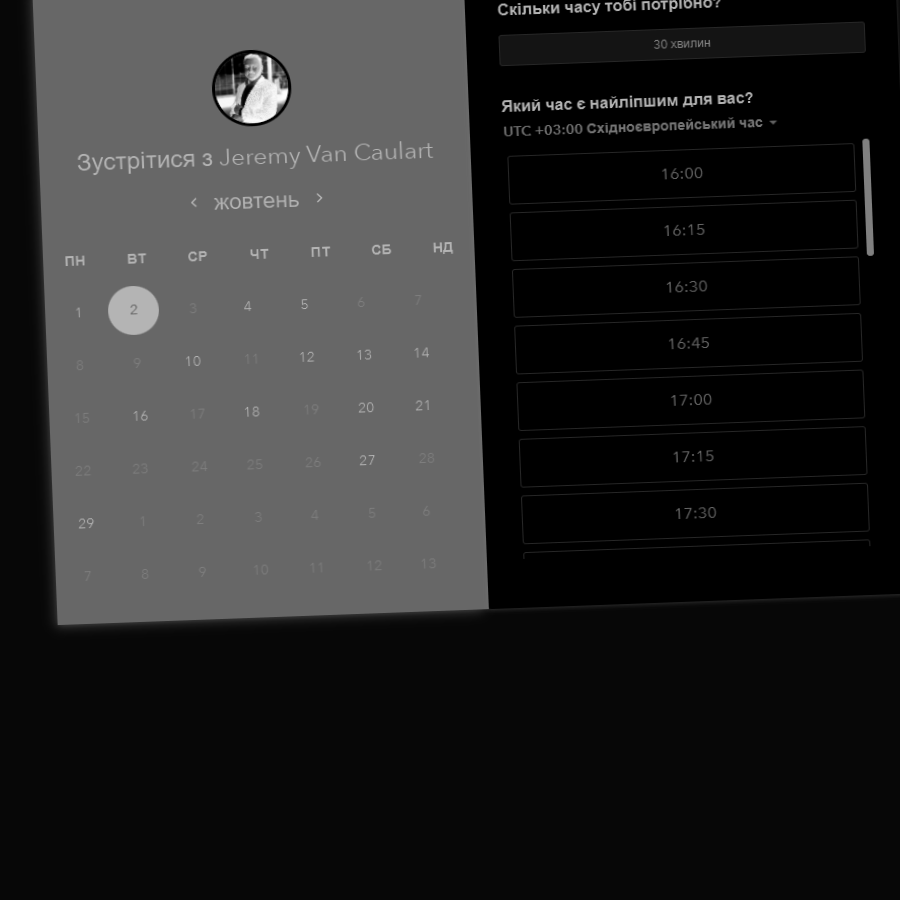 Зустрітися з Jeremy Van Caulart
жовтень
ПН ВТ СР ЧТ ПТ СБ НД
1 2 3 4 5 6 7
8 9 10 11 12 13 14
15 16 17 18 19 20 21
22 23 24 25 26 27 28
29 1 2 3 4 5 6
7 8 9 10 11 12 13
Скільки часу тобі потрібно?
30 хвилин
Який час є найліпшим для вас?
UTC +03:00 Східноєвропейський час
16:00
16:15
16:30
16:45
17:00
17:15
17:30